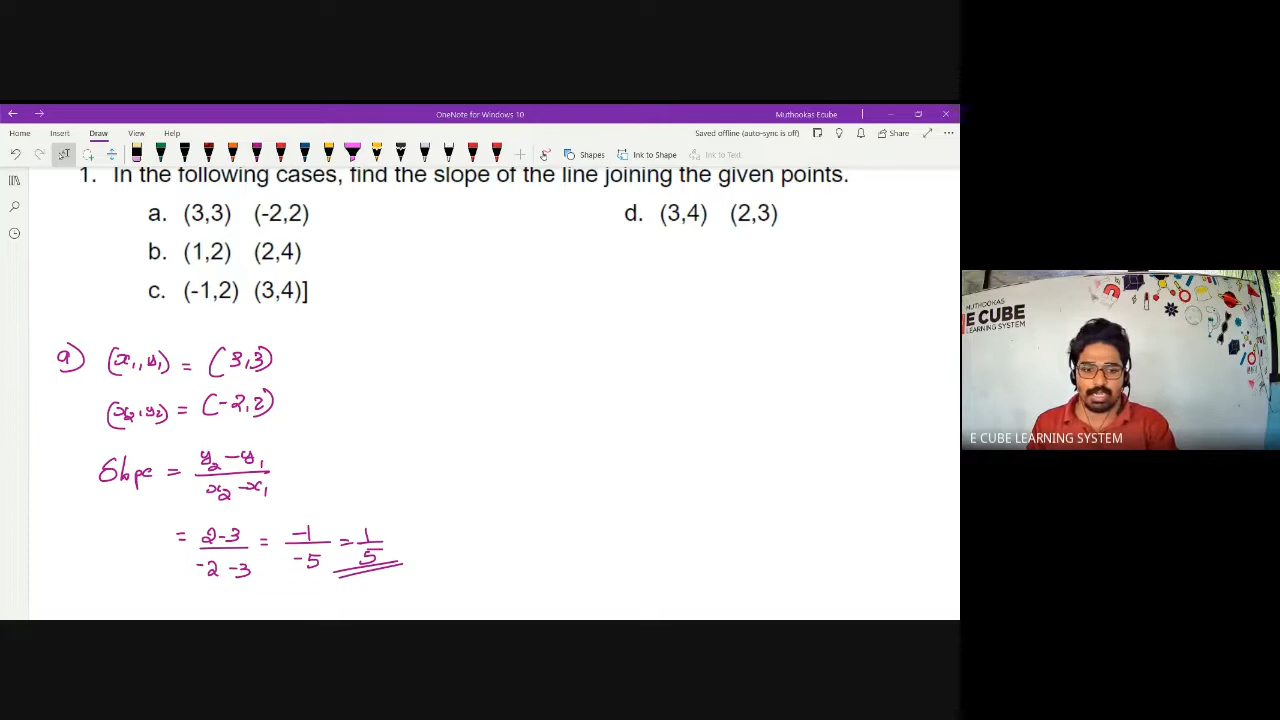 OneNote for Windows 10
Muthookas Ecube
Home Insert Draw View Help
Saved offline (auto-sync is off) Share
Shapes Ink to Shape Ink to Text
1. In the following cases, find the slope of the line joining the given points.
a. (3,3) (-2,2)
d. (3,4) (2,3)
b. (1,2) (2,4)
c. (-1,2) (3,4)]
a) (x₁, y₁) = (3,3)
(x₂, y₂) = (-2,2)
Slope = y₂ - y₁ / x₂ - x₁
= 2-3 / -2-3 = -1 / -5 = 1 / 5
MUTHOOKAS
E CUBE
LEARNING SYSTEM
E CUBE LEARNING SYSTEM